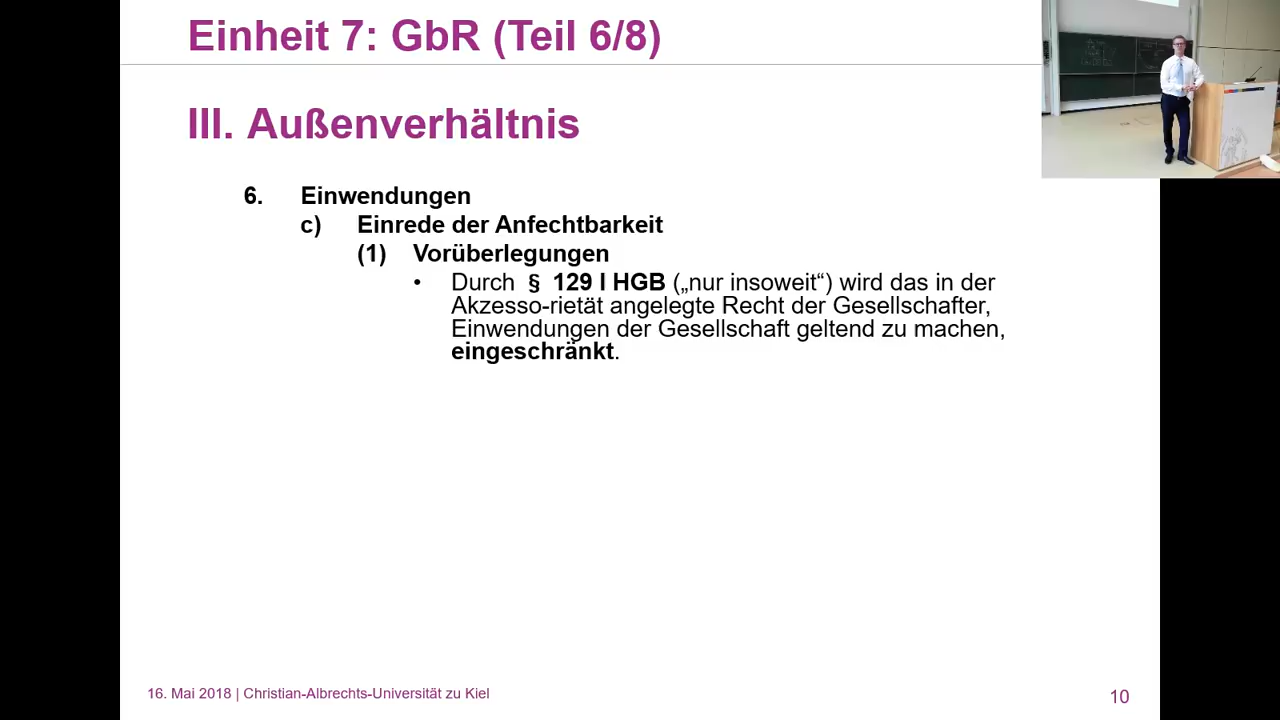 Einheit 7: GbR (Teil 6/8)
III. Außenverhältnis
6. Einwendungen
c) Einrede der Anfechtbarkeit
(1) Vorüberlegungen
• Durch § 129 I HGB („nur insoweit“) wird das in der
Akzesso-rietät angelegte Recht der Gesellschafter,
Einwendungen der Gesellschaft geltend zu machen,
eingeschränkt.
16. Mai 2018 | Christian-Albrechts-Universität zu Kiel
10